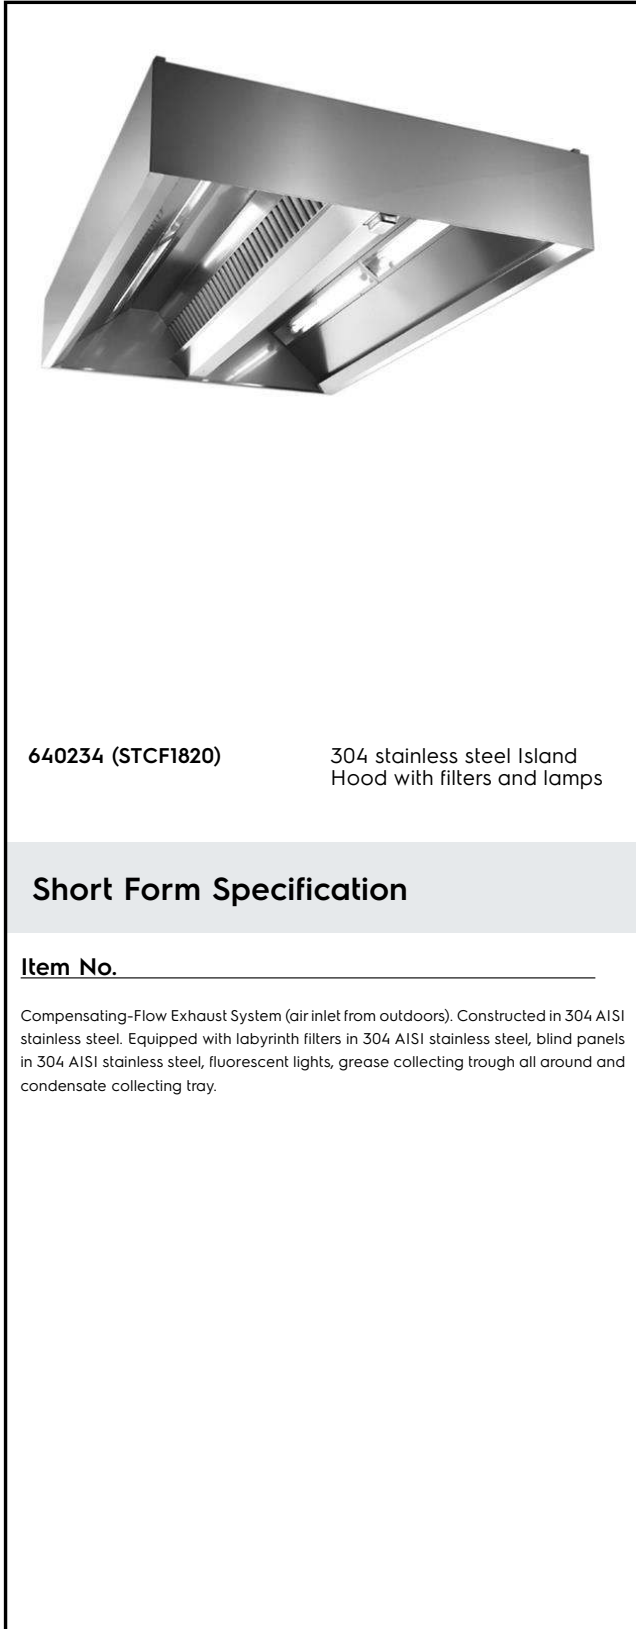 640234 (STCF1820)
304 stainless steel Island
Hood with filters and lamps
Short Form Specification
Item No.
Compensating-Flow Exhaust System (air inlet from outdoors). Constructed in 304 AISI
stainless steel. Equipped with labyrinth filters in 304 AISI stainless steel, blind panels
in 304 AISI stainless steel, fluorescent lights, grease collecting trough all around and
condensate collecting tray.